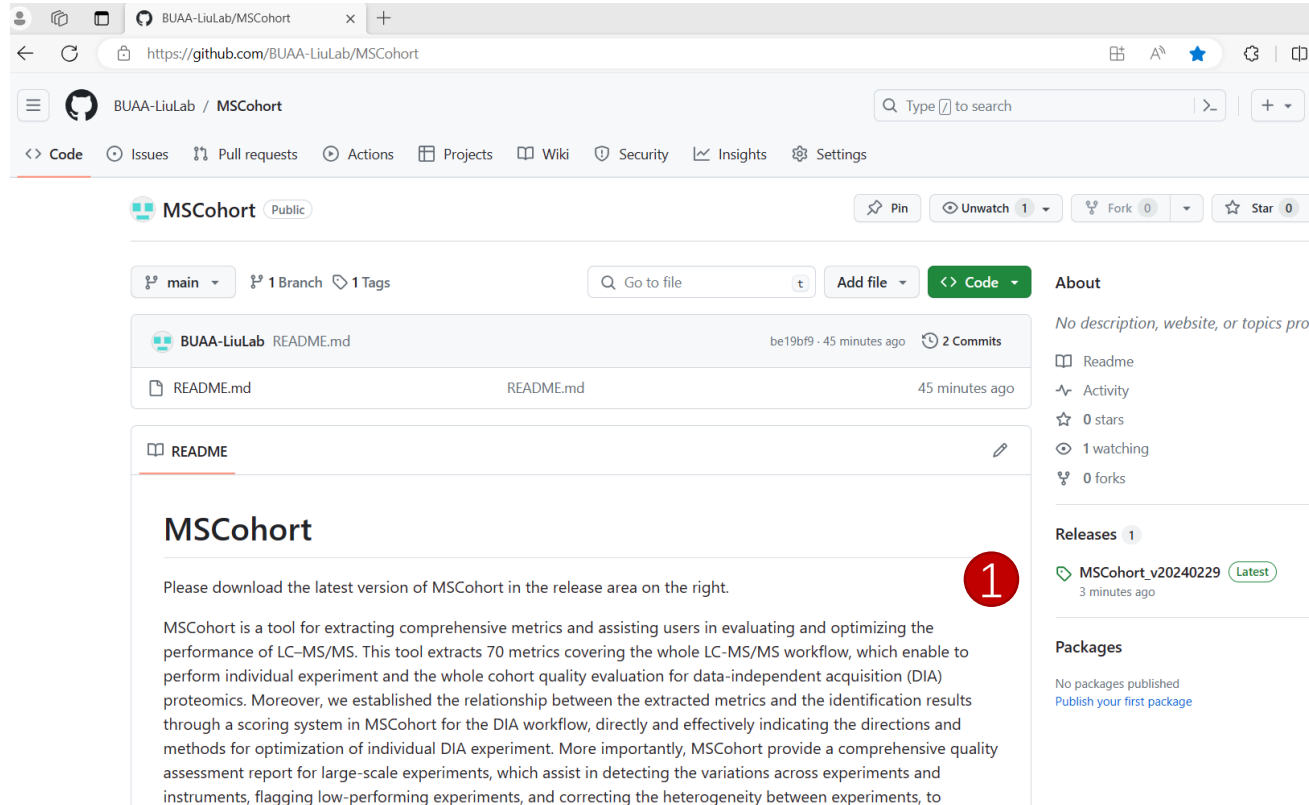 BUAA-LiuLab/MSCohort
https://github.com/BUAA-LiuLab/MSCohort
BUAA-LiuLab / MSCohort
Type / to search
Code Issues Pull requests Actions Projects Wiki Security Insights Settings
MSCohort Public
Pin Unwatch 1 Fork 0 Star 0
main 1 Branch 1 Tags Go to file t Add file Code
About
No description, website, or topics pro
BUAA-LiuLab README.md be19bf9 · 45 minutes ago 2 Commits
README.md README.md 45 minutes ago
Readme
Activity
0 stars
1 watching
0 forks
README
Releases 1
MSCohort_v20240229 Latest
3 minutes ago
Packages
No packages published
Publish your first package
MSCohort
1
Please download the latest version of MSCohort in the release area on the right.
MSCohort is a tool for extracting comprehensive metrics and assisting users in evaluating and optimizing the
performance of LC–MS/MS. This tool extracts 70 metrics covering the whole LC-MS/MS workflow, which enable to
perform individual experiment and the whole cohort quality evaluation for data-independent acquisition (DIA)
proteomics. Moreover, we established the relationship between the extracted metrics and the identification results
through a scoring system in MSCohort for the DIA workflow, directly and effectively indicating the directions and
methods for optimization of individual DIA experiment. More importantly, MSCohort provide a comprehensive quality
assessment report for large-scale experiments, which assist in detecting the variations across experiments and
instruments, flagging low-performing experiments, and correcting the heterogeneity between experiments, to